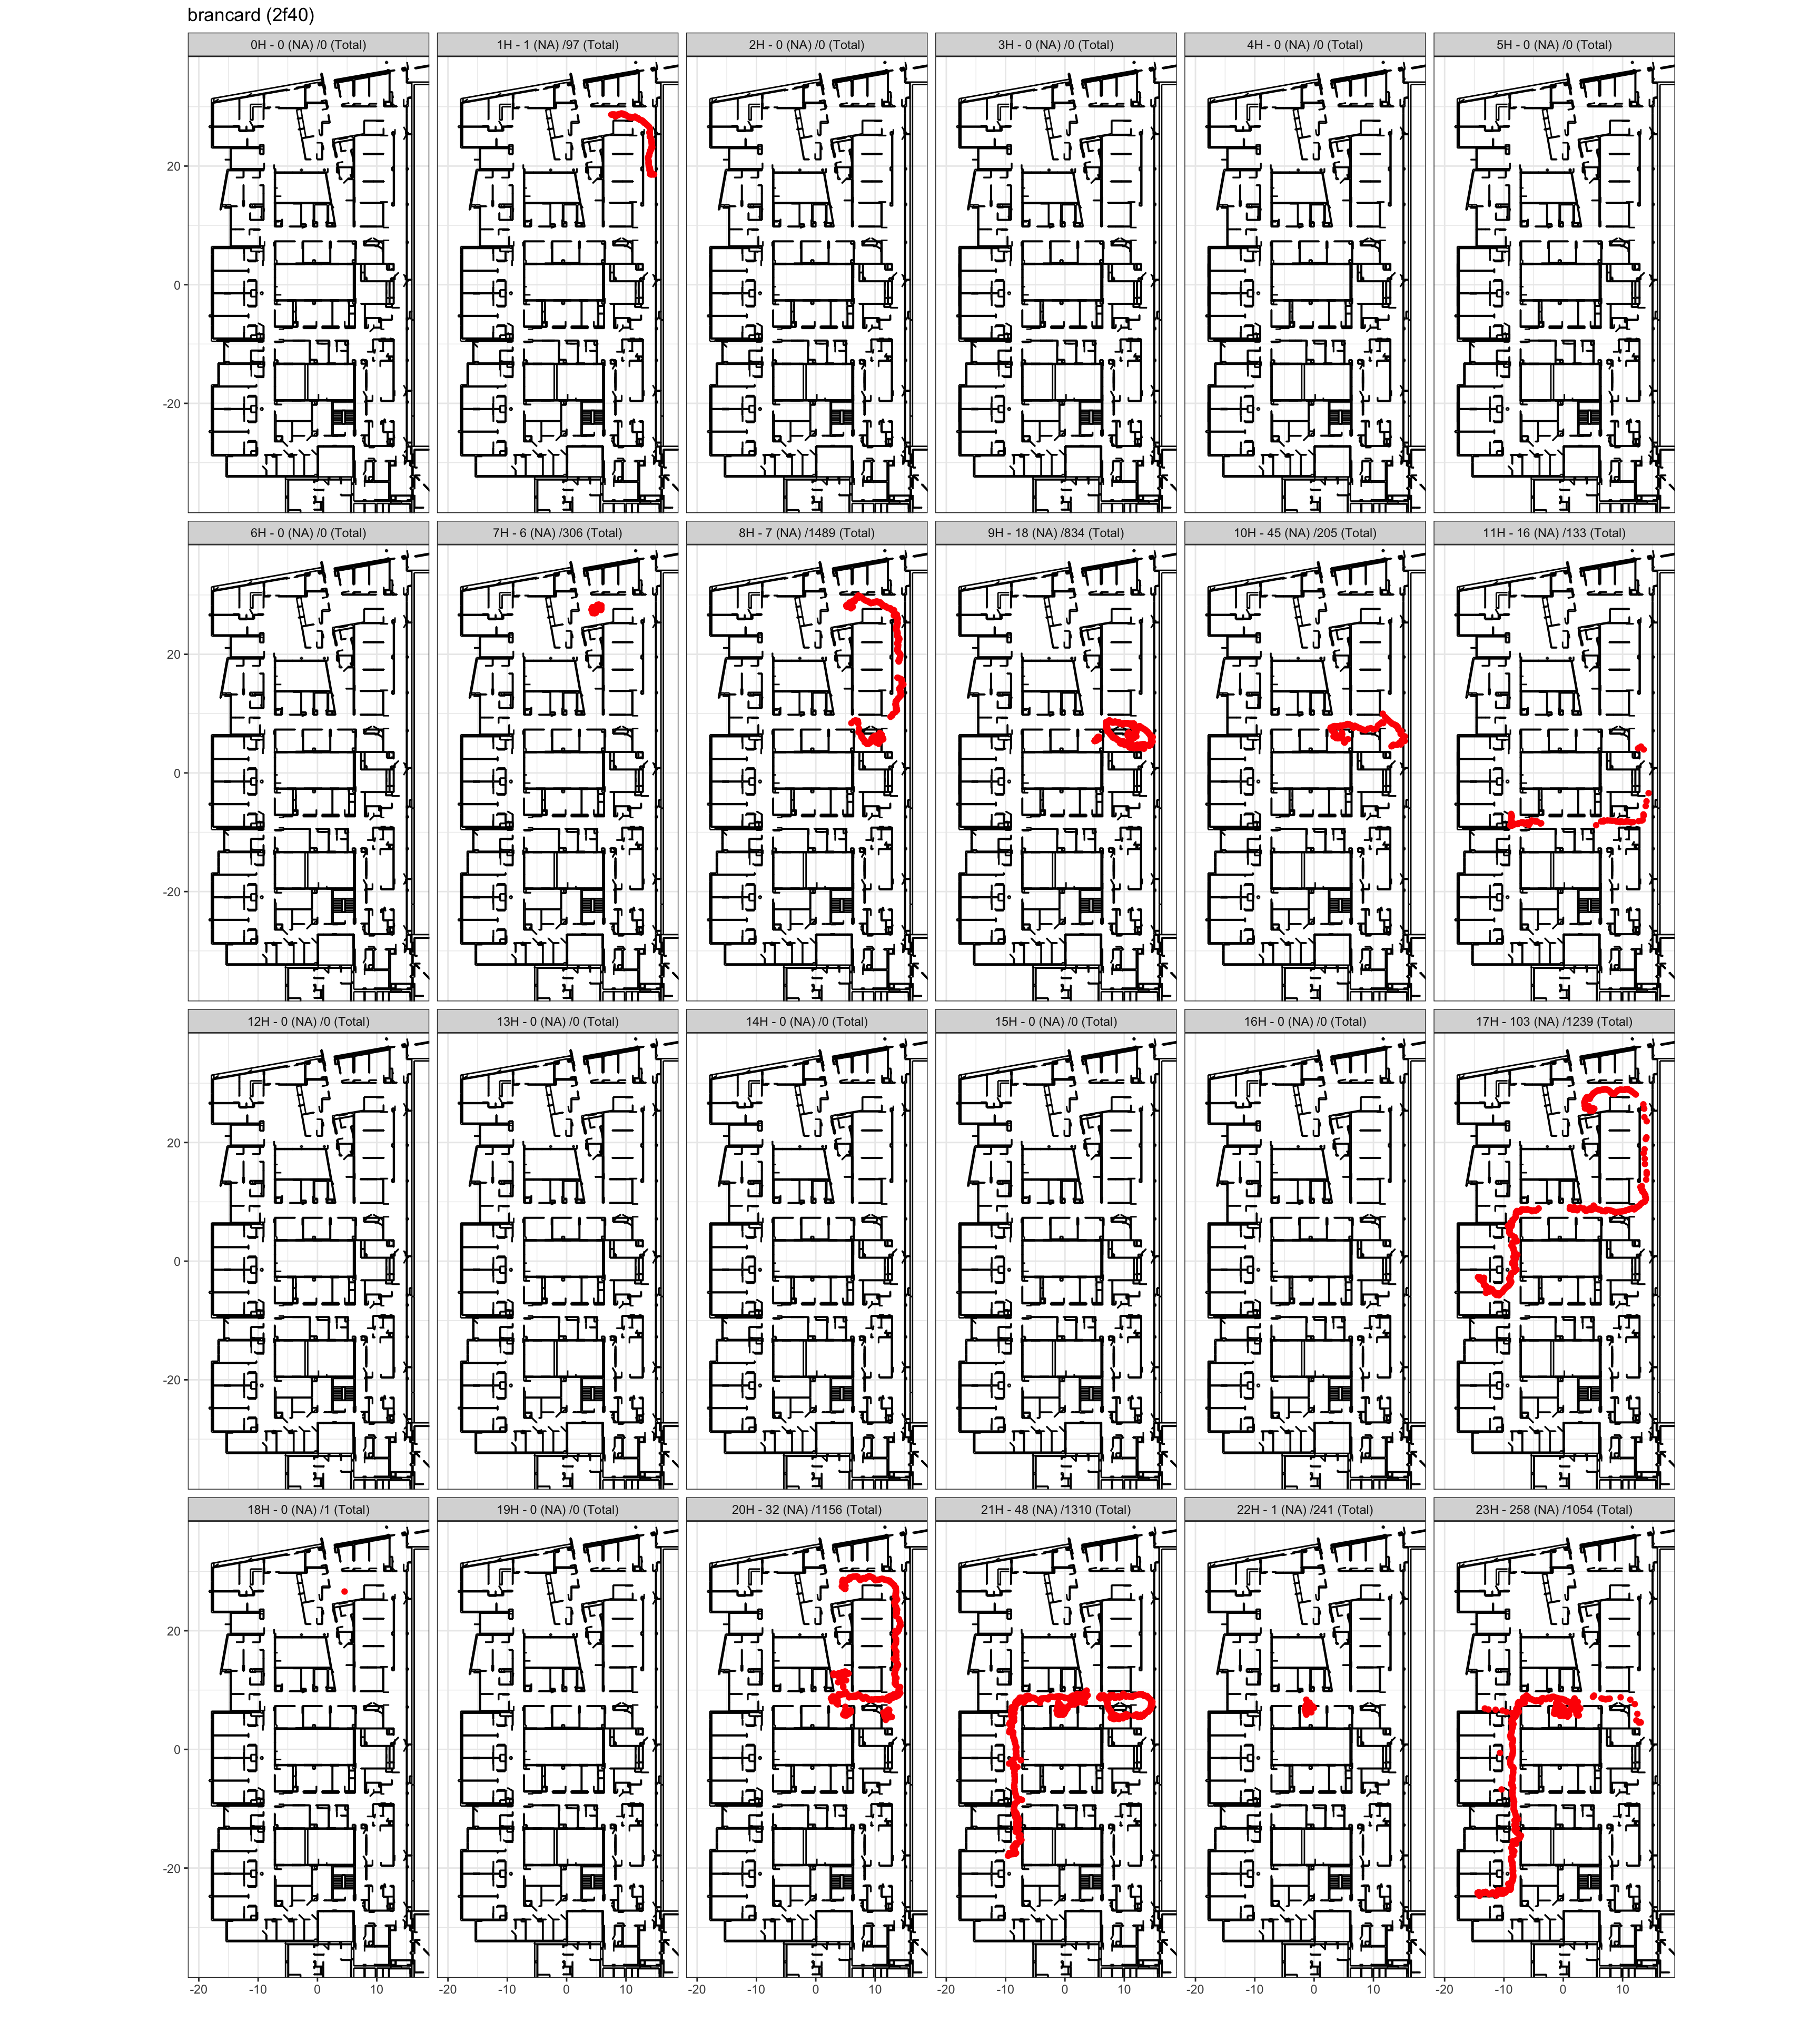 brancard (2f40)
0H - 0 (NA) /0 (Total)
1H - 1 (NA) /97 (Total)
2H - 0 (NA) /0 (Total)
3H - 0 (NA) /0 (Total)
4H - 0 (NA) /0 (Total)
5H - 0 (NA) /0 (Total)
20
0
-20
6H - 0 (NA) /0 (Total)
7H - 6 (NA) /306 (Total)
8H - 7 (NA) /1489 (Total)
9H - 18 (NA) /834 (Total)
10H - 45 (NA) /205 (Total)
11H - 16 (NA) /133 (Total)
20
0
-20
12H - 0 (NA) /0 (Total)
13H - 0 (NA) /0 (Total)
14H - 0 (NA) /0 (Total)
15H - 0 (NA) /0 (Total)
16H - 0 (NA) /0 (Total)
17H - 103 (NA) /1239 (Total)
20
0
-20
18H - 0 (NA) /1 (Total)
19H - 0 (NA) /0 (Total)
20H - 32 (NA) /1156 (Total)
21H - 48 (NA) /1310 (Total)
22H - 1 (NA) /241 (Total)
23H - 258 (NA) /1054 (Total)
20
0
-20
-20 -10 0 10
-20 -10 0 10
-20 -10 0 10
-20 -10 0 10
-20 -10 0 10
-20 -10 0 10